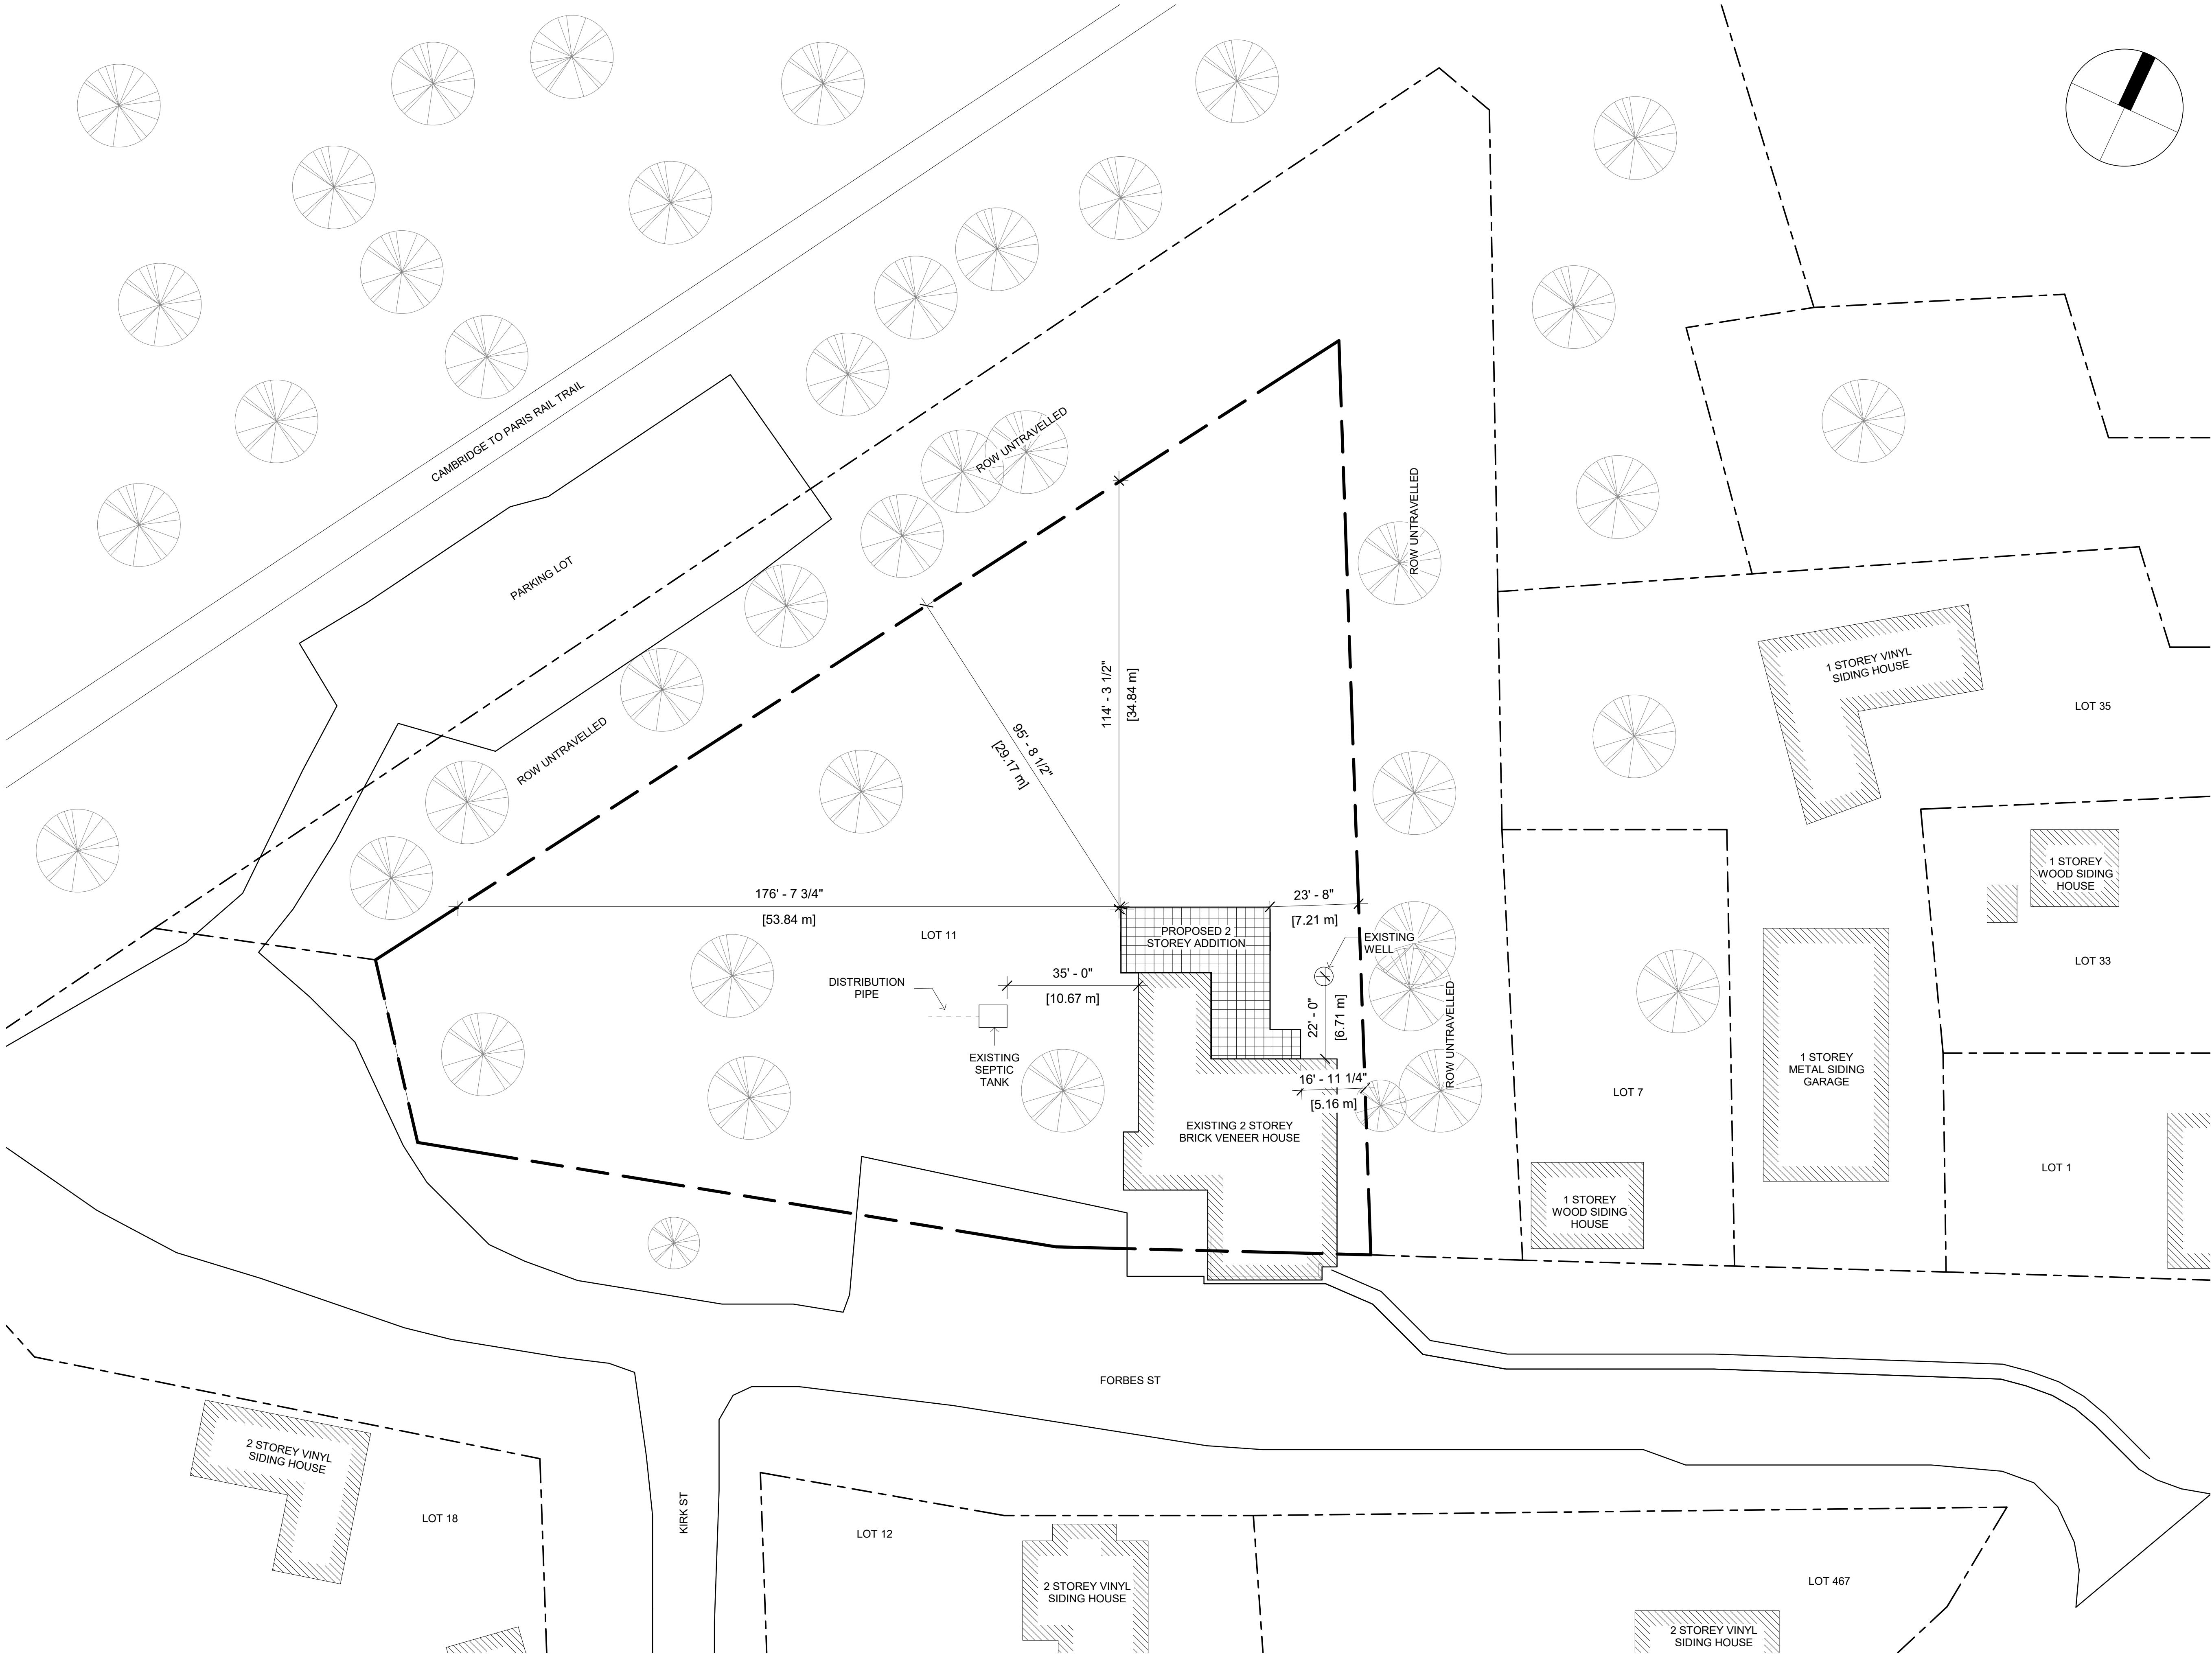 CAMBRIDGE TO PARIS RAIL TRAIL
ROW UNTRAVELLED
ROW UNTRAVELLED
PARKING LOT
1 STOREY VINYL
SIDING HOUSE
114' - 3 1/2"
[34.84 m]
LOT 35
ROW UNTRAVELLED
95' - 8 1/2"
[29.17 m]
1 STOREY
WOOD SIDING
HOUSE
176' - 7 3/4"
[53.84 m]
23' - 8"
[7.21 m]
LOT 11
PROPOSED 2
STOREY ADDITION
EXISTING
WELL
LOT 33
35' - 0"
[10.67 m]
DISTRIBUTION
PIPE
22' - 0"
[6.71 m]
ROW UNTRAVELLED
EXISTING
SEPTIC
TANK
1 STOREY
METAL SIDING
GARAGE
16' - 11 1/4"
[5.16 m]
LOT 7
EXISTING 2 STOREY
BRICK VENEER HOUSE
LOT 1
1 STOREY
WOOD SIDING
HOUSE
FORBES ST
2 STOREY VINYL
SIDING HOUSE
LOT 18
KIRK ST
LOT 12
2 STOREY VINYL
SIDING HOUSE
LOT 467
2 STOREY VINYL
SIDING HOUSE